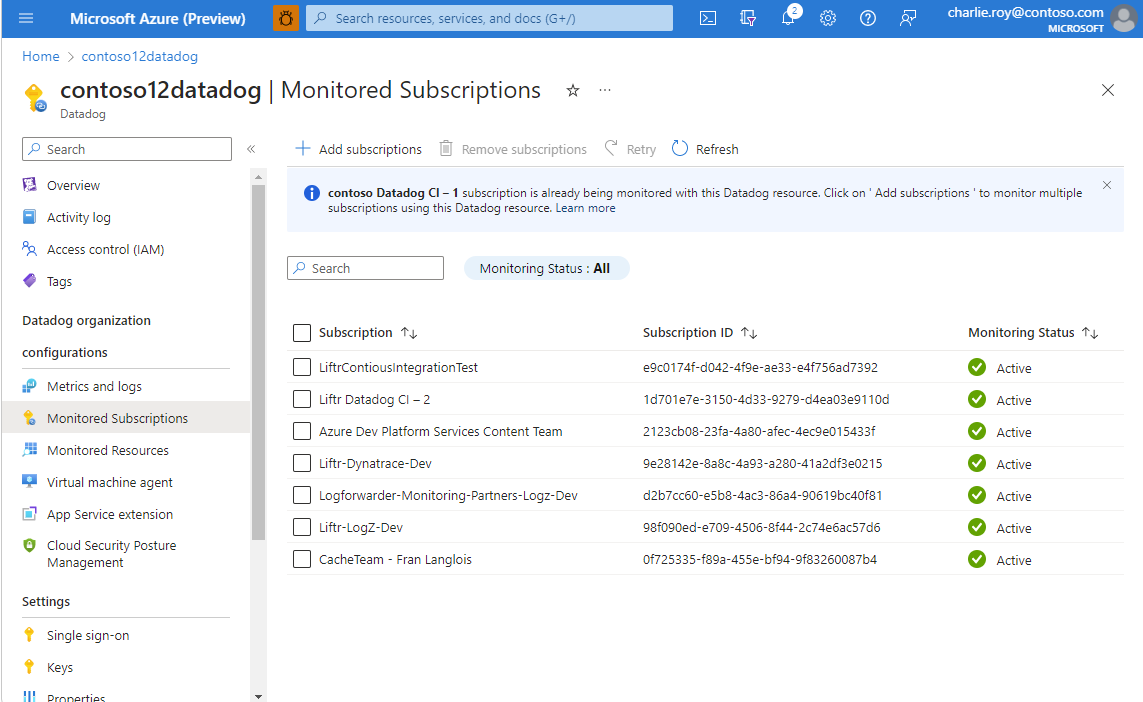 Microsoft Azure (Preview)
Search resources, services, and docs (G+/)
2
charlie.roy@contoso.com
MICROSOFT
Home > contoso12datadog
contoso12datadog | Monitored Subscriptions
Datadog
Search
Overview
Activity log
Access control (IAM)
Tags
Datadog organization
configurations
Metrics and logs
Monitored Subscriptions
Monitored Resources
Virtual machine agent
App Service extension
Cloud Security Posture
Management
Settings
Single sign-on
Keys
Properties
Add subscriptions Remove subscriptions Retry Refresh
contoso Datadog CI – 1 subscription is already being monitored with this Datadog resource. Click on ' Add subscriptions ' to monitor multiple
subscriptions using this Datadog resource. Learn more
Search Monitoring Status : All
Subscription Subscription ID Monitoring Status
LiftrContiousIntegrationTest e9c0174f-d042-4f9e-ae33-e4f756ad7392 Active
Liftr Datadog CI – 2 1d701e7e-3150-4d33-9279-d4ea03e9110d Active
Azure Dev Platform Services Content Team 2123cb08-23fa-4a80-afec-4ec9e015433f Active
Liftr-Dynatrace-Dev 9e28142e-8a8c-4a93-a280-41a2df3e0215 Active
Logforwarder-Monitoring-Partners-Logz-Dev d2b7cc60-e5b8-4ac3-86a4-90619bc40f81 Active
Liftr-LogZ-Dev 98f090ed-e709-4506-8f44-2c74e6ac57d6 Active
CacheTeam - Fran Langlois 0f725335-f89a-455e-bf94-9f83260087b4 Active